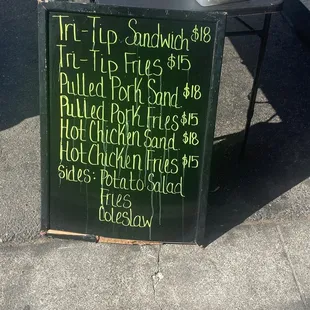 Tri-Tip Sandwich $18
Tri-Tip Fries $15
Pulled Pork Sand $18
Pulled Pork Fries $15
Hot Chicken Sand $18
Hot Chicken Fries $15
Sides: Potato Salad
Fries
Coleslaw